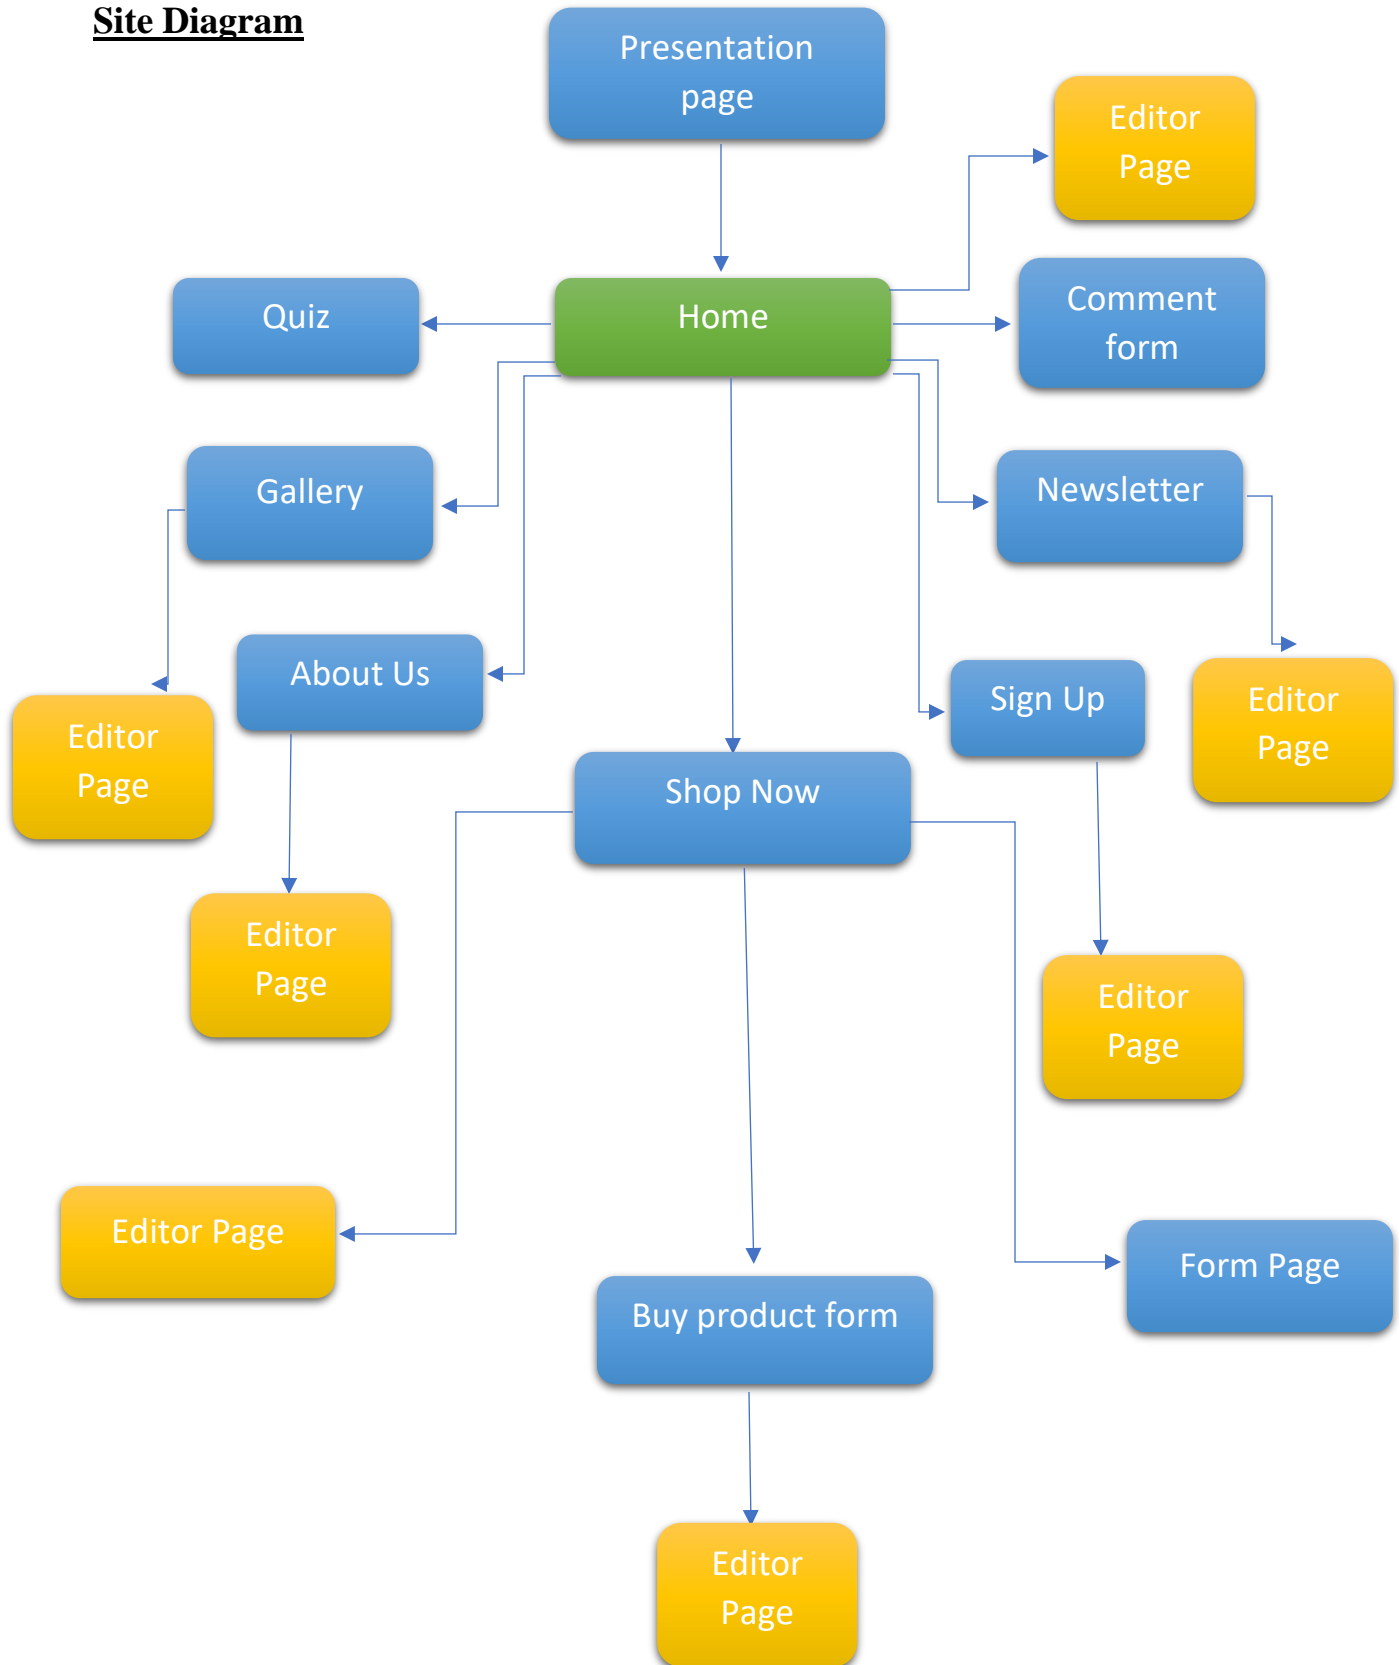 Site Diagram
Presentation
page
Editor
Page
Quiz
Home
Comment
form
Gallery
Newsletter
About Us
Sign Up
Editor
Page
Editor
Page
Shop Now
Editor
Page
Editor
Page
Editor Page
Form Page
Buy product form
Editor
Page